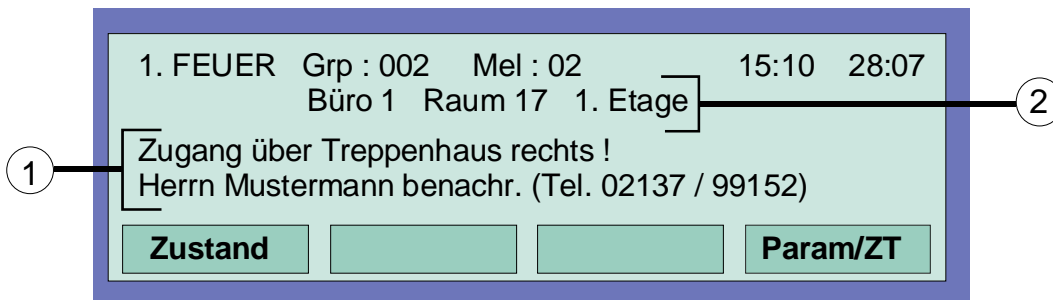 1. FEUER Grp : 002 Mel : 02 15:10 28:07
Büro 1 Raum 17 1. Etage
2
Zugang über Treppenhaus rechts !
1
Herrn Mustermann benachr. (Tel. 02137 / 99152)
Zustand Param/ZT